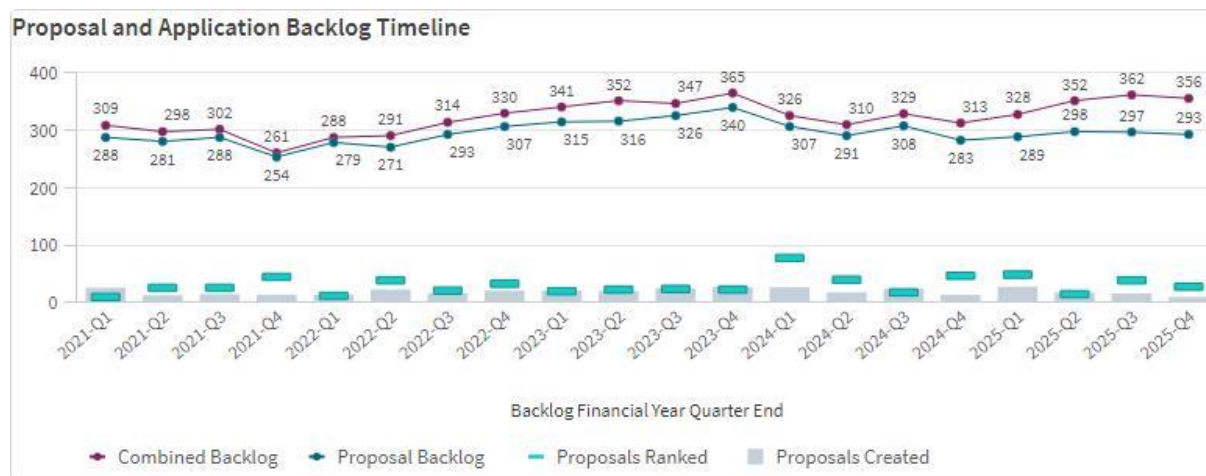 Proposal and Application Backlog Timeline
400
300
200
100
0
309 298 302 261 288 291 314 330 341 352 347 365 326 310 329 313 328 352 362 356
288 281 288 254 279 271 293 307 315 316 326 340 307 291 308 283 289 298 297 293
2021-Q1 2021-Q2 2021-Q3 2021-Q4 2022-Q1 2022-Q2 2022-Q3 2022-Q4 2023-Q1 2023-Q2 2023-Q3 2023-Q4 2024-Q1 2024-Q2 2024-Q3 2024-Q4 2025-Q1 2025-Q2 2025-Q3 2025-Q4
Backlog Financial Year Quarter End
Combined Backlog Proposal Backlog Proposals Ranked Proposals Created